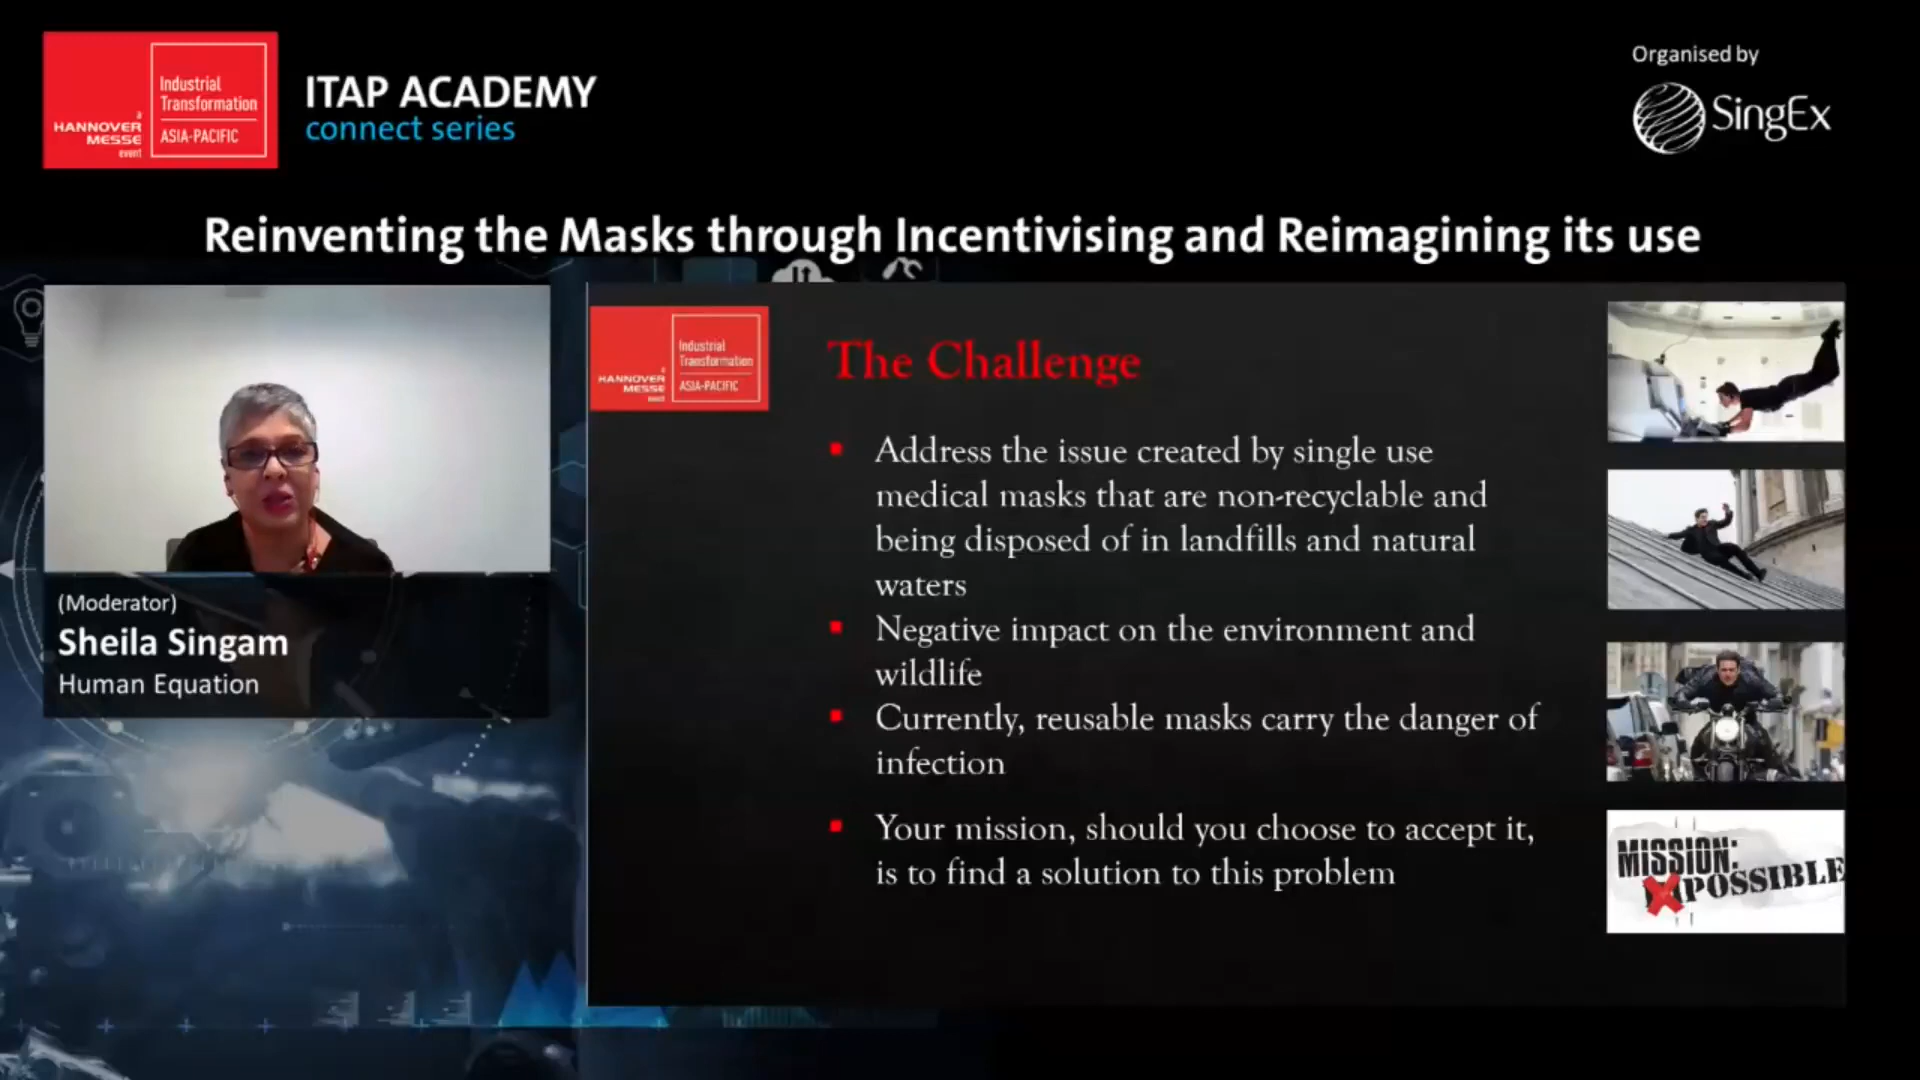 a
HANNOVER
MESSE
event
Industrial
Transformation
ASIA-PACIFIC
ITAP ACADEMY
connect series
Organised by
SingEx
Reinventing the Masks through Incentivising and Reimagining its use
(Moderator)
Sheila Singam
Human Equation
a
HANNOVER
MESSE
event
Industrial
Transformation
ASIA-PACIFIC
The Challenge
Address the issue created by single use
medical masks that are non-recyclable and
being disposed of in landfills and natural
waters
Negative impact on the environment and
wildlife
Currently, reusable masks carry the danger of
infection
Your mission, should you choose to accept it,
is to find a solution to this problem
MISSION:
POSSIBLE